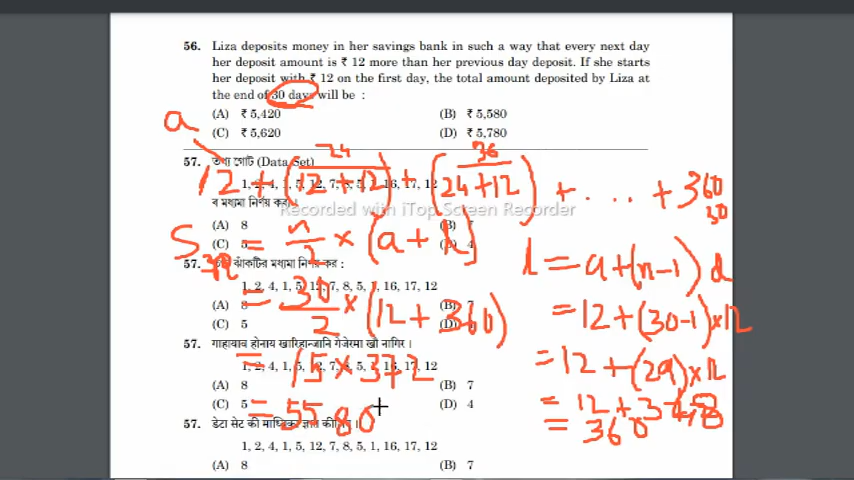 56. Liza deposits money in her savings bank in such a way that every next day
her deposit amount is ₹ 12 more than her previous day deposit. If she starts
her deposit with ₹ 12 on the first day, the total amount deposited by Liza at
the end of 30 days will be :
(A) ₹ 5,420 (B) ₹ 5,580
(C) ₹ 5,620 (D) ₹ 5,780
a
57. (Data Set)
12 + (12+12) + (24+12) + ... + 360
24 36
30
Recorded with iTop Screen Recorder
(A) 8
S = n/2 × (a + l)
l = a+(n-1) d
(C) 5 (D) 4
57.
1, 2, 4, 1, 5, 12, 7, 8, 5, 1, 16, 17, 12
= 30/2 × (12 + 360)
= 12 + (30-1)×12
(A) 8 (B) 7
(C) 5
57.
= 15 × 372
= 12 + (29)×12
(A) 8 (B) 7
(C) 5 (D) 4
= 5580
= 12 + 348
= 360
57. डेटा सेट की
1, 2, 4, 1, 5, 12, 7, 8, 5, 1, 16, 17, 12
(A) 8 (B) 7